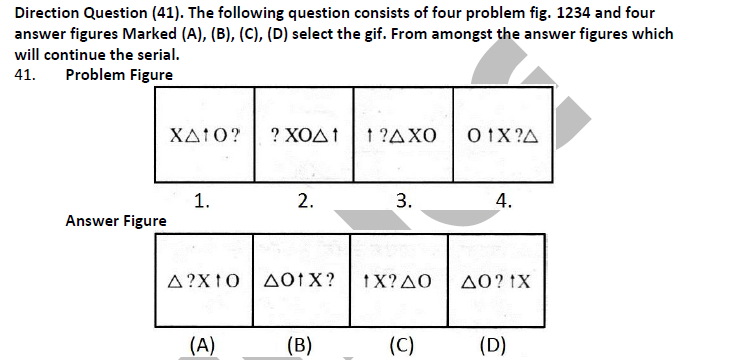 Direction Question (41). The following question consists of four problem fig. 1234 and four
answer figures Marked (A), (B), (C), (D) select the gif. From amongst the answer figures which
will continue the serial.
41. Problem Figure
X△↑O? ? XO△↑ ↑?△XO O↑X?△
1. 2. 3. 4.
Answer Figure
△?X↑O △O↑X? ↑X?△O △O?↑X
(A) (B) (C) (D)